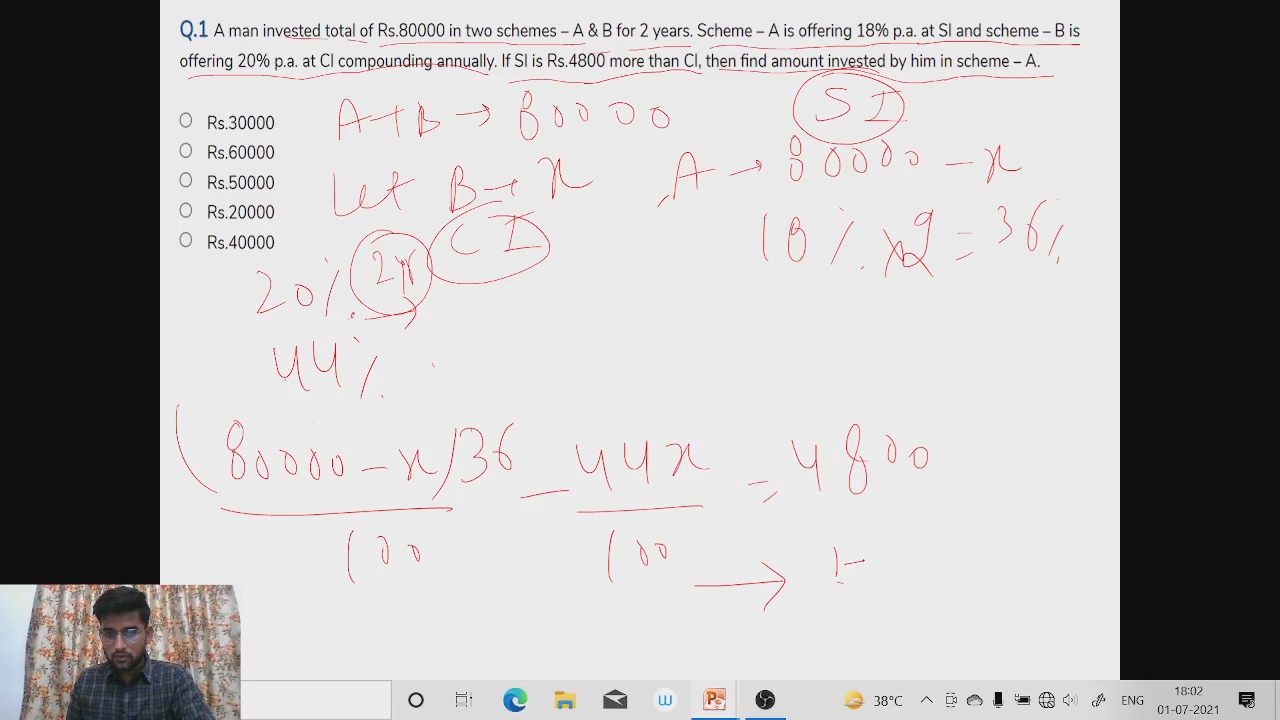 Q.1 A man invested total of Rs.80000 in two schemes – A & B for 2 years. Scheme – A is offering 18% p.a. at SI and scheme – B is
offering 20% p.a. at CI compounding annually. If SI is Rs.4800 more than CI, then find amount invested by him in scheme – A.
Rs.30000
Rs.60000
Rs.50000
Rs.20000
Rs.40000
A+B → 80000
SI
Let B → x
A → 80000 – x
CI
18% x2 = 36%
20% 2yr
44%
(80000 – x)36 – 44x = 4800
100 100 →
W
38°C
ENG
18:02
01-07-2021